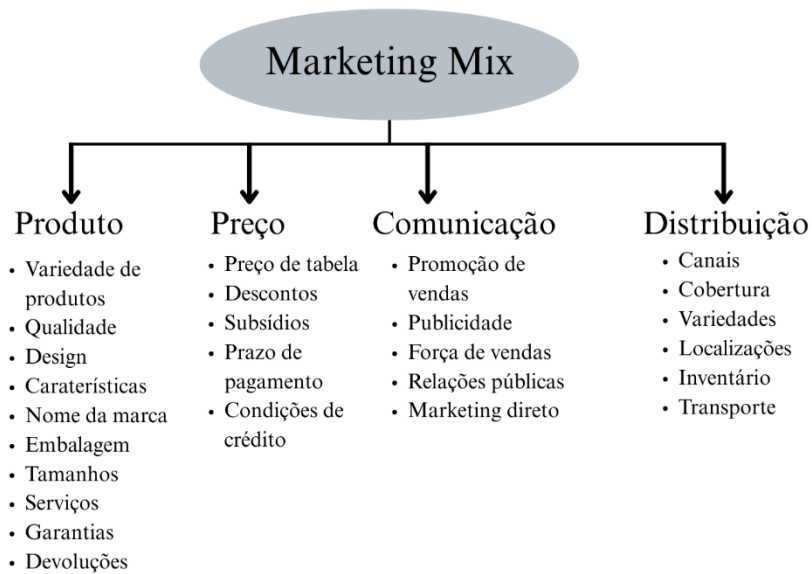 Marketing Mix
Produto
• Variedade de
produtos
• Qualidade
• Design
• Caraterísticas
• Nome da marca
• Embalagem
• Tamanhos
• Serviços
• Garantias
• Devoluções
Preço
• Preço de tabela
• Descontos
• Subsídios
• Prazo de
pagamento
• Condições de
crédito
Comunicação
• Promoção de
vendas
• Publicidade
• Força de vendas
• Relações públicas
• Marketing direto
Distribuição
• Canais
• Cobertura
• Variedades
• Localizações
• Inventário
• Transporte